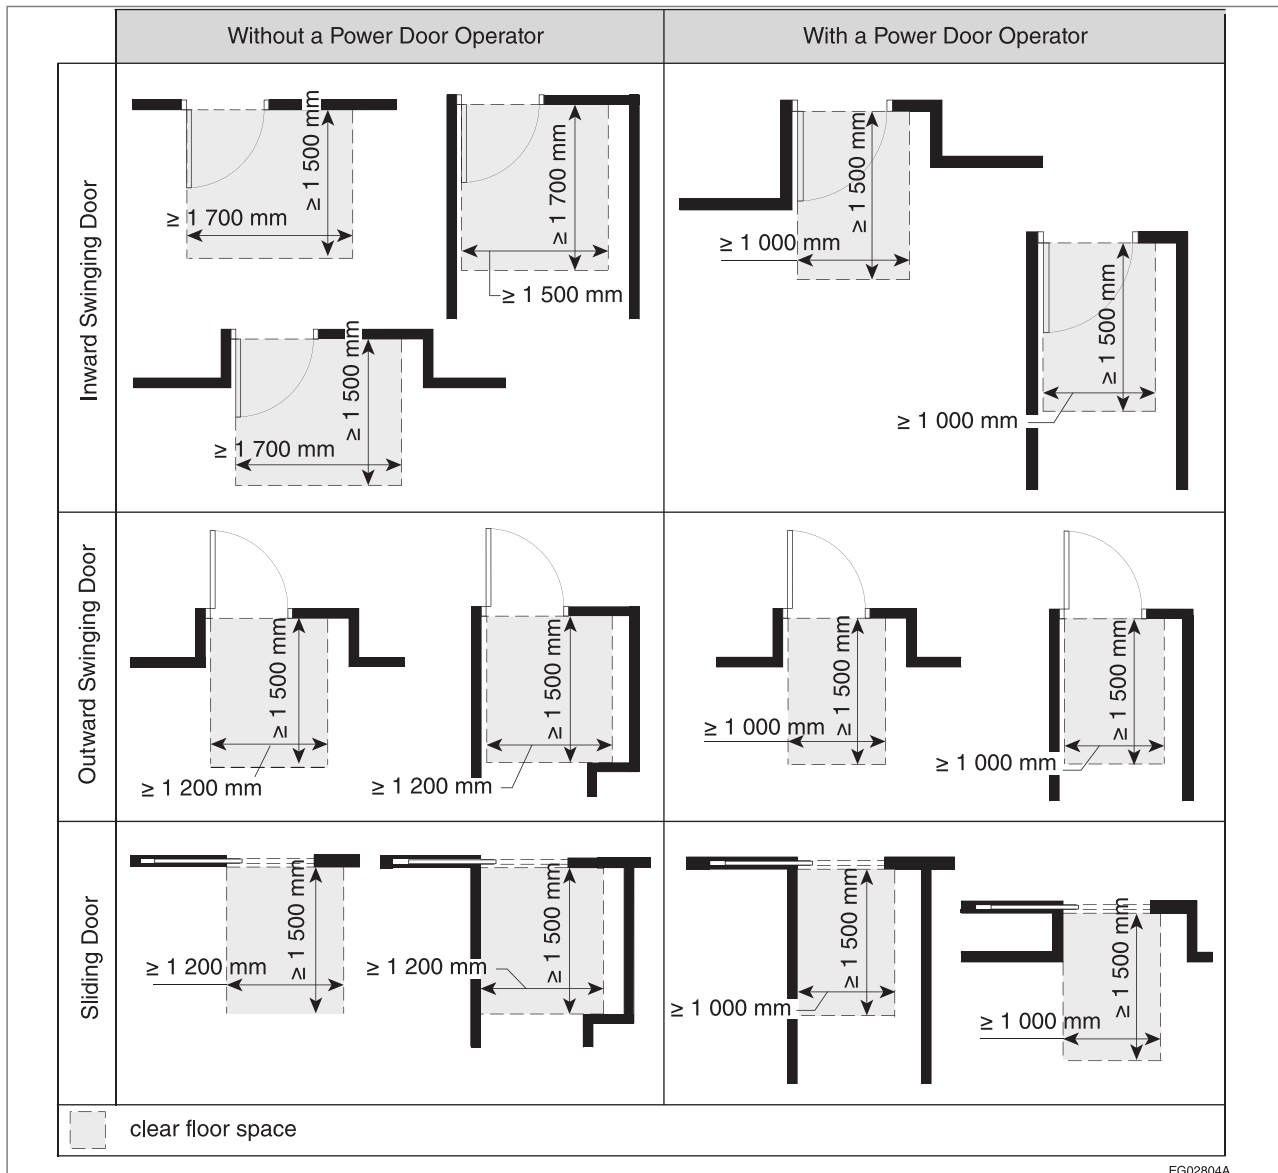 Without a Power Door Operator
With a Power Door Operator
Inward Swinging Door
≥ 1 500 mm
≥ 1 700 mm
≥ 1 700 mm
≥ 1 500 mm
≥ 1 500 mm
≥ 1 700 mm
≥ 1 500 mm
≥ 1 000 mm
≥ 1 500 mm
≥ 1 000 mm
Outward Swinging Door
≥ 1 500 mm
≥ 1 200 mm
≥ 1 500 mm
≥ 1 200 mm
≥ 1 500 mm
≥ 1 000 mm
≥ 1 500 mm
≥ 1 000 mm
Sliding Door
≥ 1 500 mm
≥ 1 200 mm
≥ 1 500 mm
≥ 1 200 mm
≥ 1 500 mm
≥ 1 000 mm
≥ 1 500 mm
≥ 1 000 mm
clear floor space
EG02804A